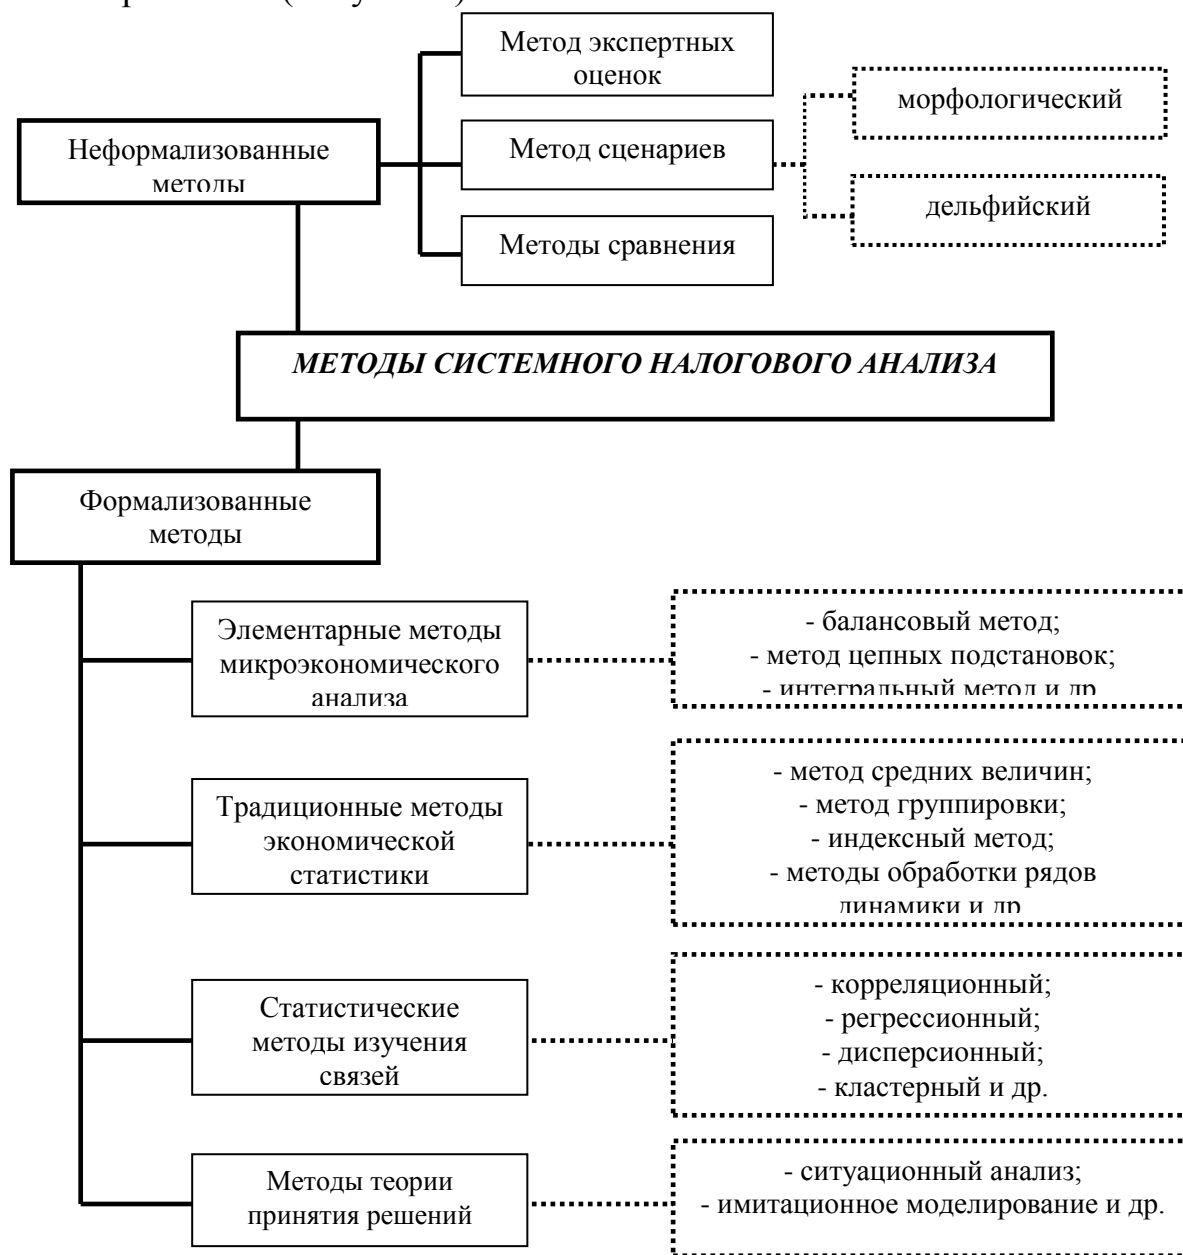 Метод экспертных
оценок
морфологический
Неформализованные
методы
Метод сценариев
дельфийский
Методы сравнения
МЕТОДЫ СИСТЕМНОГО НАЛОГОВОГО АНАЛИЗА
Формализованные
методы
Элементарные методы
микроэкономического
анализа
- балансовый метод;
- метод цепных подстановок;
- интегральный метод и др
Традиционные методы
экономической
статистики
- метод средних величин;
- метод группировки;
- индексный метод;
- методы обработки рядов
динамики и др
Статистические
методы изучения
связей
- корреляционный;
- регрессионный;
- дисперсионный;
- кластерный и др.
Методы теории
принятия решений
- ситуационный анализ;
- имитационное моделирование и др.